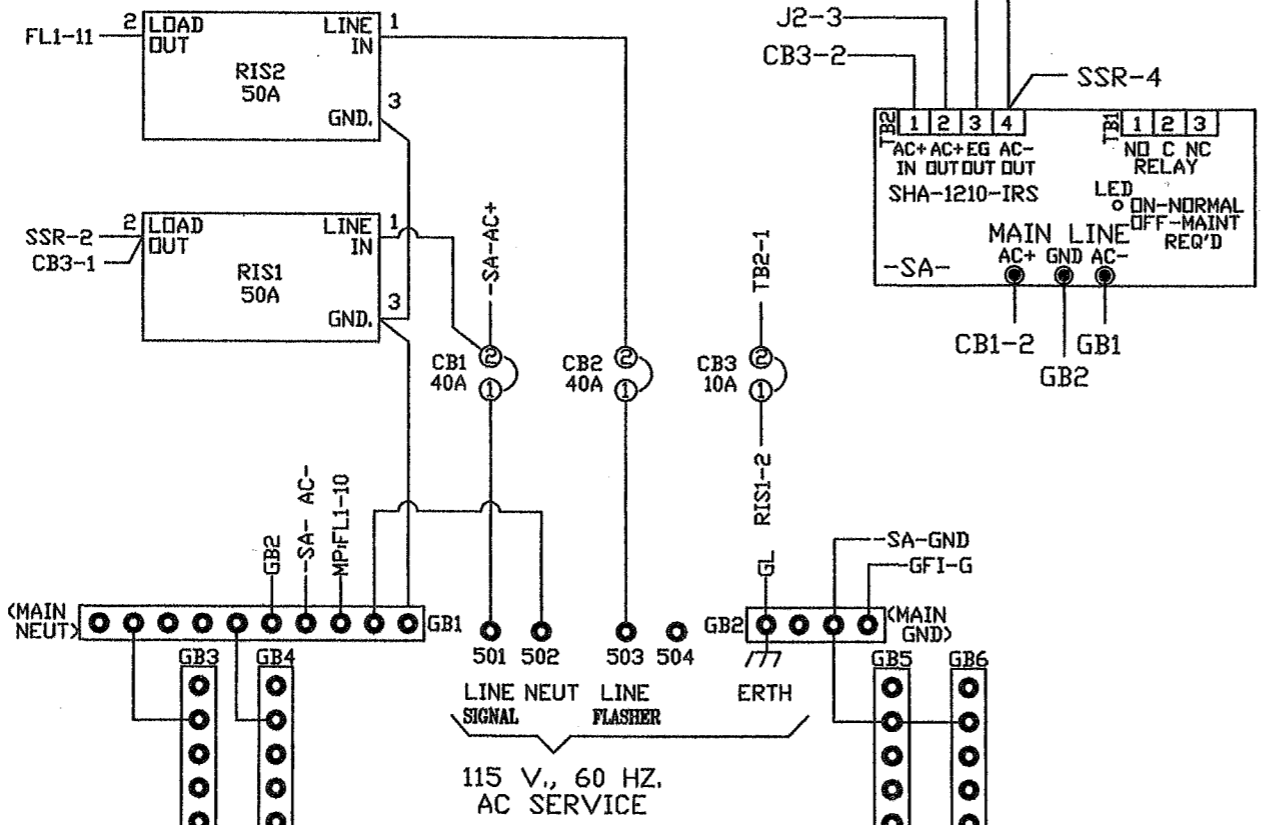 FL1-11
2 LOAD OUT
LINE IN 1
RIS2
50A
3
GND.
SSR-2
CB3-1
2 LOAD OUT
LINE IN 1
RIS1
50A
3
GND.
-SA-AC+
CB1
40A
2
1
CB2
40A
2
1
TB2-1
CB3
10A
2
1
RIS1-2
J2-3
CB3-2
SSR-4
TB2
1 2 3 4
AC+ AC+ EG AC-
IN OUT OUT OUT
SHA-1210-IRS
TB1
1 2 3
NO C NC
RELAY
LED
ON-NORMAL
OFF-MAINT
REQ'D
MAIN LINE
AC+ GND AC-
-SA-
CB1-2
GB2
GB1
GB2
-SA- AC-
MP;FL1-10
(MAIN
NEUT)
GB1
501 502
503 504
GL
-SA-GND
GFI-G
GB2
(MAIN
GND)
GB3
GB4
LINE NEUT LINE
SIGNAL
FLASHER
ERTH
GB5
GB6
115 V., 60 HZ.
AC SERVICE